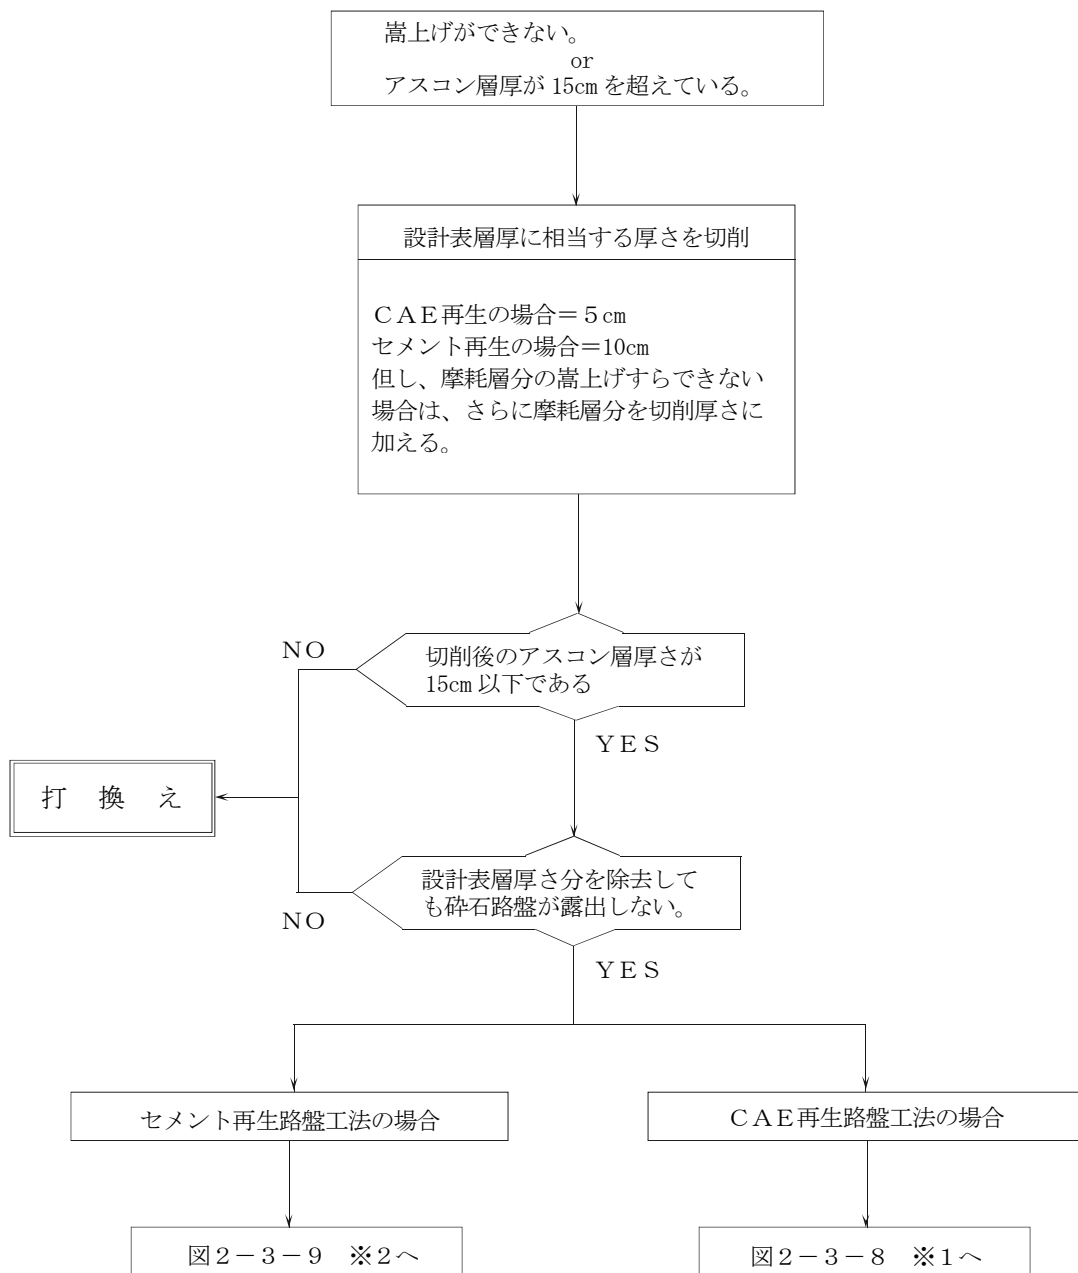 嵩上げができない。
or
アスコン層厚が 15cm を超えている。
設計表層厚に相当する厚さを切削
ＣＡＥ再生の場合＝５cm
セメント再生の場合＝10cm
但し、摩耗層分の嵩上げすらできない
場合は、さらに摩耗層分を切削厚さに
加える。
ＮＯ
切削後のアスコン層厚さが
15cm 以下である
ＹＥＳ
打　換　え
設計表層厚さ分を除去して
も砕石路盤が露出しない。
ＮＯ
ＹＥＳ
セメント再生路盤工法の場合
ＣＡＥ再生路盤工法の場合
図２－３－９　※２へ
図２－３－８　※１へ